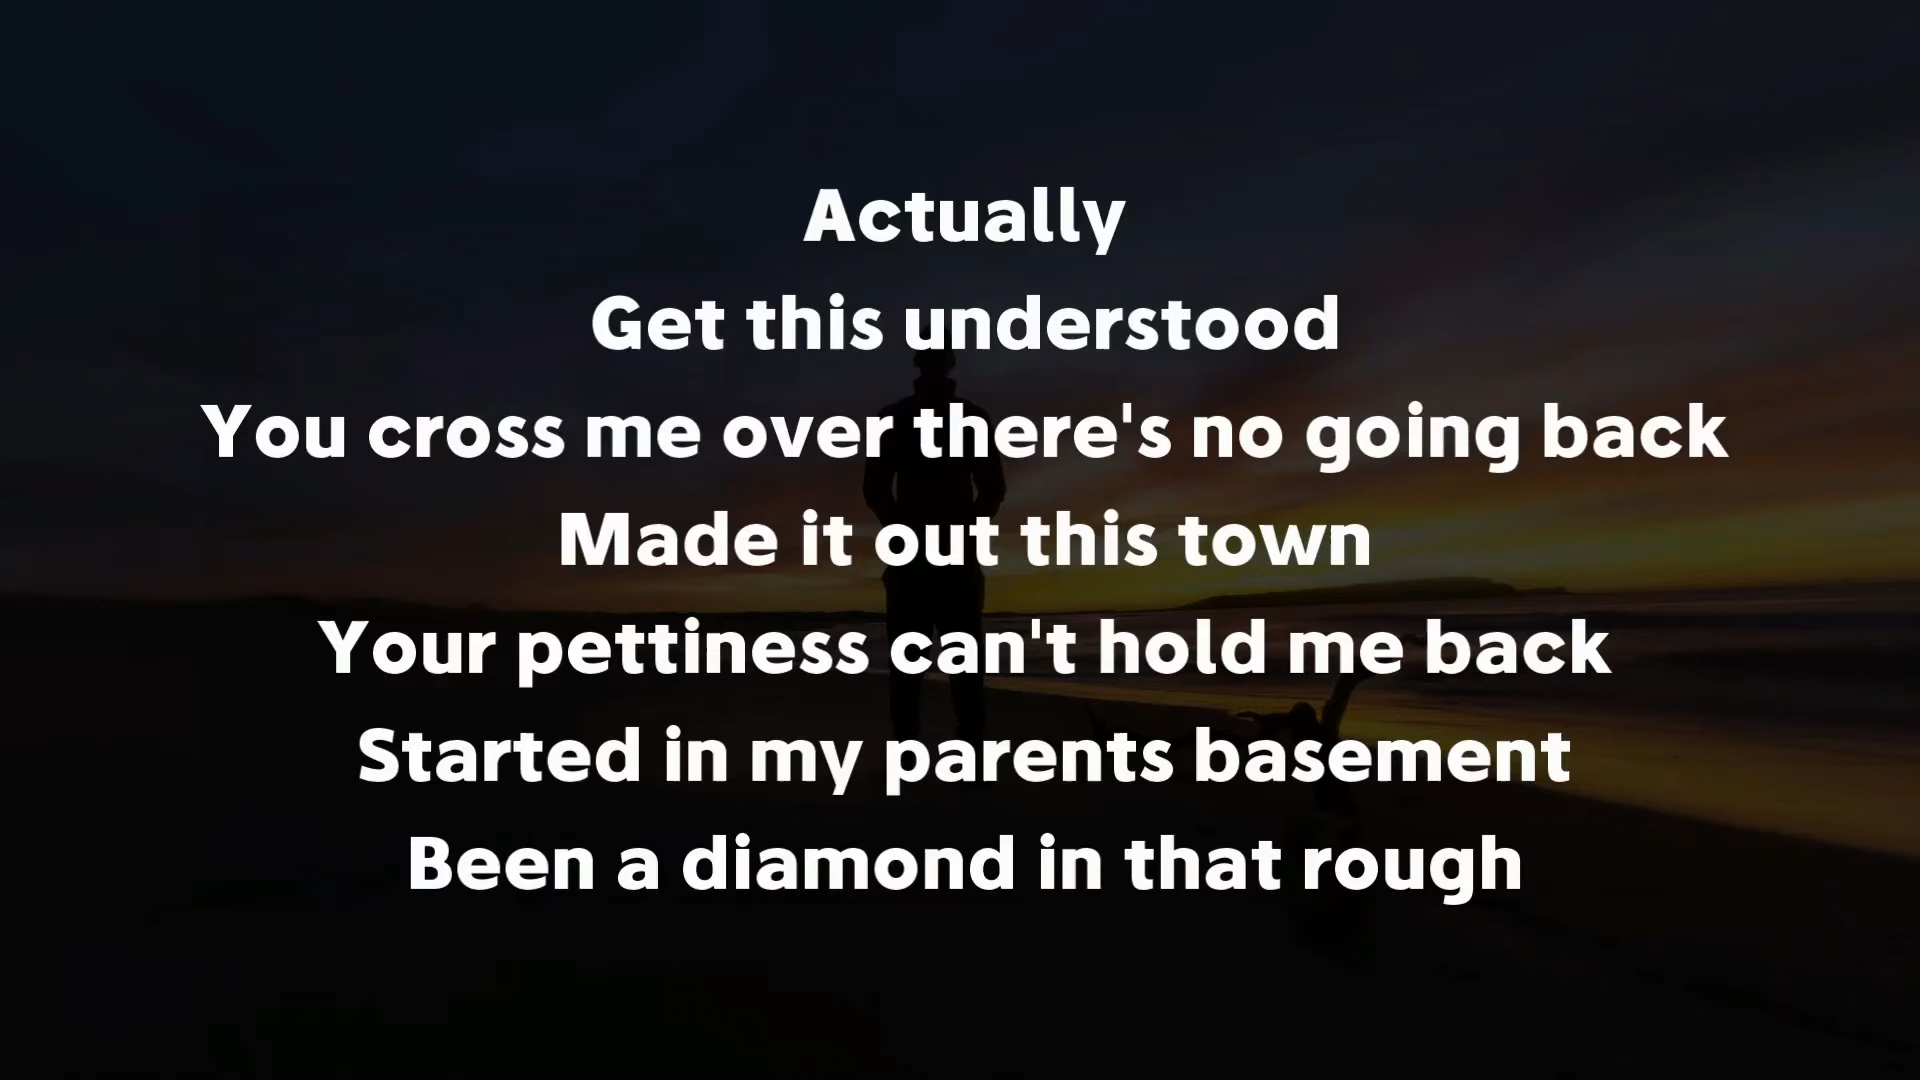 Actually
Get this understood
You cross me over there's no going back
Made it out this town
Your pettiness can't hold me back
Started in my parents basement
Been a diamond in that rough